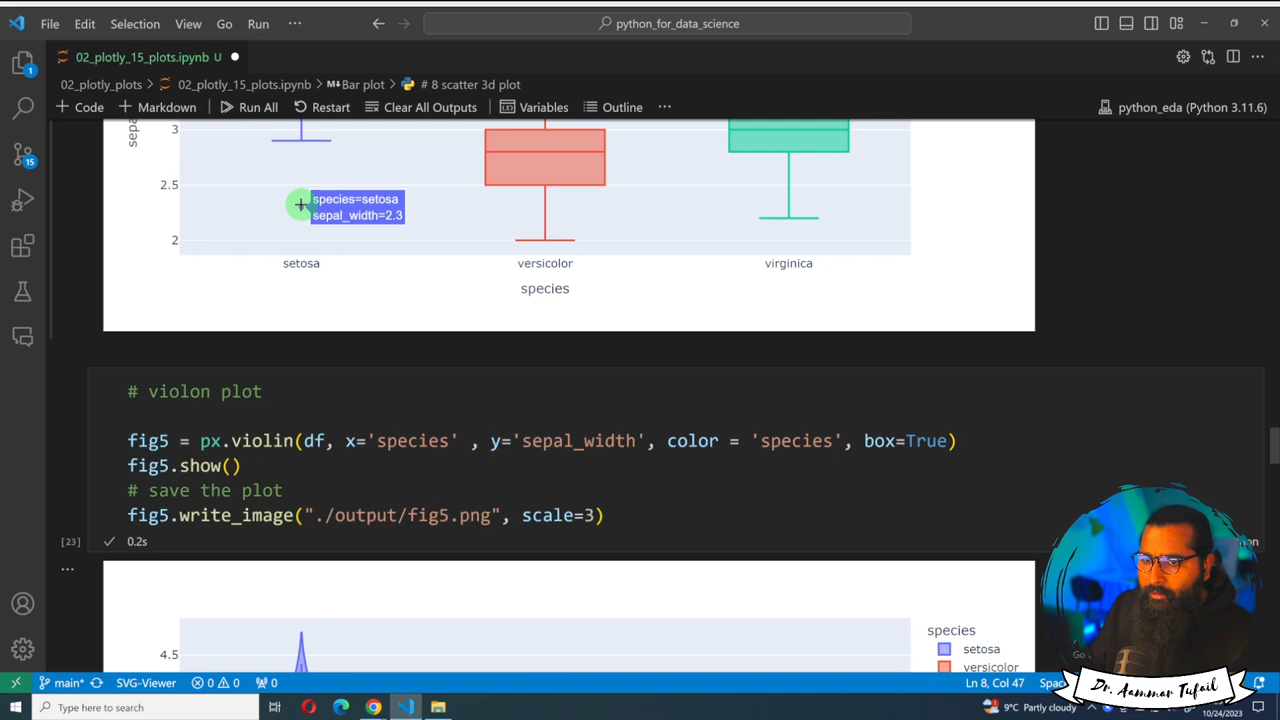 File Edit Selection View Go Run ··· python_for_data_science
02_plotly_15_plots.ipynb U
02_plotly_plots > 02_plotly_15_plots.ipynb > Bar plot > # 8 scatter 3d plot
Code Markdown Run All Restart Clear All Outputs Variables Outline ··· python_eda (Python 3.11.6)
1
15
3
2.5
2
species=setosa
sepal_width=2.3
setosa versicolor virginica
species
# violon plot
fig5 = px.violin(df, x='species' , y='sepal_width', color = 'species', box=True)
fig5.show()
# save the plot
fig5.write_image("./output/fig5.png", scale=3)
[23] 0.2s
···
species
setosa
versicolor
4.5
main* SVG-Viewer 0 0 0 Ln 8, Col 47
Dr. Aammar Tufail
Type here to search 9°C Partly cloudy 10/24/2023